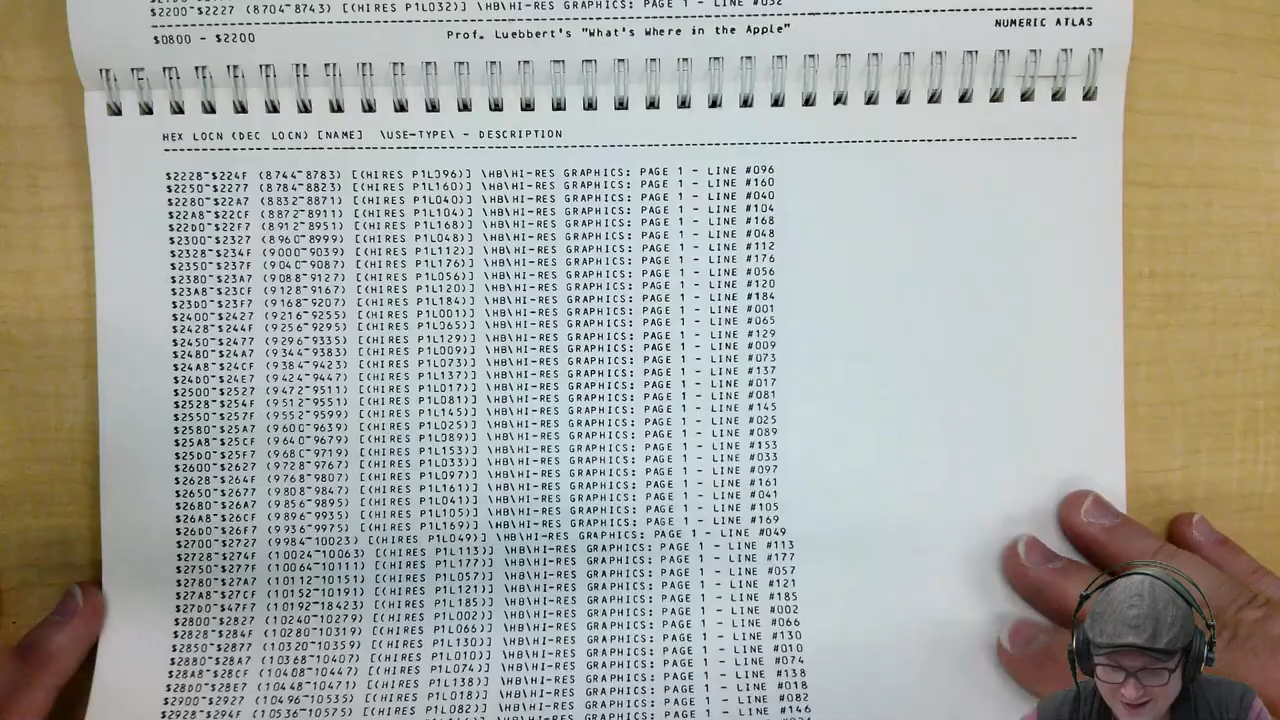 $2200~$2227 (8704~8743) [(HIRES P1L032)] \HB\HI-RES GRAPHICS: PAGE 1 - LINE #032
$0800 - $2200 Prof. Luebbert's "What's Where in the Apple" NUMERIC ATLAS
HEX LOCN (DEC LOCN) [NAME] \USE-TYPE\ - DESCRIPTION
$2228~$224F (8744~8783) [(HIRES P1L096)] \HB\HI-RES GRAPHICS: PAGE 1 - LINE #096
$2250~$2277 (8784~8823) [(HIRES P1L160)] \HB\HI-RES GRAPHICS: PAGE 1 - LINE #160
$2280~$22A7 (8832~8871) [(HIRES P1L040)] \HB\HI-RES GRAPHICS: PAGE 1 - LINE #040
$22A8~$22CF (8872~8911) [(HIRES P1L104)] \HB\HI-RES GRAPHICS: PAGE 1 - LINE #104
$22D0~$22F7 (8912~8951) [(HIRES P1L168)] \HB\HI-RES GRAPHICS: PAGE 1 - LINE #168
$2300~$2327 (8960~8999) [(HIRES P1L048)] \HB\HI-RES GRAPHICS: PAGE 1 - LINE #048
$2328~$234F (9000~9039) [(HIRES P1L112)] \HB\HI-RES GRAPHICS: PAGE 1 - LINE #112
$2350~$237F (9040~9087) [(HIRES P1L176)] \HB\HI-RES GRAPHICS: PAGE 1 - LINE #176
$2380~$23A7 (9088~9127) [(HIRES P1L056)] \HB\HI-RES GRAPHICS: PAGE 1 - LINE #056
$23A8~$23CF (9128~9167) [(HIRES P1L120)] \HB\HI-RES GRAPHICS: PAGE 1 - LINE #120
$23D0~$23F7 (9168~9207) [(HIRES P1L184)] \HB\HI-RES GRAPHICS: PAGE 1 - LINE #184
$2400~$2427 (9216~9255) [(HIRES P1L001)] \HB\HI-RES GRAPHICS: PAGE 1 - LINE #001
$2428~$244F (9256~9295) [(HIRES P1L065)] \HB\HI-RES GRAPHICS: PAGE 1 - LINE #065
$2450~$2477 (9296~9335) [(HIRES P1L129)] \HB\HI-RES GRAPHICS: PAGE 1 - LINE #129
$2480~$24A7 (9344~9383) [(HIRES P1L009)] \HB\HI-RES GRAPHICS: PAGE 1 - LINE #009
$24A8~$24CF (9384~9423) [(HIRES P1L073)] \HB\HI-RES GRAPHICS: PAGE 1 - LINE #073
$24D0~$24E7 (9424~9447) [(HIRES P1L137)] \HB\HI-RES GRAPHICS: PAGE 1 - LINE #137
$2500~$2527 (9472~9511) [(HIRES P1L017)] \HB\HI-RES GRAPHICS: PAGE 1 - LINE #017
$2528~$254F (9512~9551) [(HIRES P1L081)] \HB\HI-RES GRAPHICS: PAGE 1 - LINE #081
$2550~$257F (9552~9599) [(HIRES P1L145)] \HB\HI-RES GRAPHICS: PAGE 1 - LINE #145
$2580~$25A7 (9600~9639) [(HIRES P1L025)] \HB\HI-RES GRAPHICS: PAGE 1 - LINE #025
$25A8~$25CF (9640~9679) [(HIRES P1L089)] \HB\HI-RES GRAPHICS: PAGE 1 - LINE #089
$25D0~$25F7 (9680~9719) [(HIRES P1L153)] \HB\HI-RES GRAPHICS: PAGE 1 - LINE #153
$2600~$2627 (9728~9767) [(HIRES P1L033)] \HB\HI-RES GRAPHICS: PAGE 1 - LINE #033
$2628~$264F (9768~9807) [(HIRES P1L097)] \HB\HI-RES GRAPHICS: PAGE 1 - LINE #097
$2650~$2677 (9808~9847) [(HIRES P1L161)] \HB\HI-RES GRAPHICS: PAGE 1 - LINE #161
$2680~$26A7 (9856~9895) [(HIRES P1L041)] \HB\HI-RES GRAPHICS: PAGE 1 - LINE #041
$26A8~$26CF (9896~9935) [(HIRES P1L105)] \HB\HI-RES GRAPHICS: PAGE 1 - LINE #105
$26D0~$26F7 (9936~9975) [(HIRES P1L169)] \HB\HI-RES GRAPHICS: PAGE 1 - LINE #169
$2700~$2727 (9984~10023) [(HIRES P1L049)] \HB\HI-RES GRAPHICS: PAGE 1 - LINE #049
$2728~$274F (10024~10063) [(HIRES P1L113)] \HB\HI-RES GRAPHICS: PAGE 1 - LINE #113
$2750~$277F (10064~10111) [(HIRES P1L177)] \HB\HI-RES GRAPHICS: PAGE 1 - LINE #177
$2780~$27A7 (10112~10151) [(HIRES P1L057)] \HB\HI-RES GRAPHICS: PAGE 1 - LINE #057
$27A8~$27CF (10152~10191) [(HIRES P1L121)] \HB\HI-RES GRAPHICS: PAGE 1 - LINE #121
$27D0~$47F7 (10192~18423) [(HIRES P1L185)] \HB\HI-RES GRAPHICS: PAGE 1 - LINE #185
$2800~$2827 (10240~10279) [(HIRES P1L002)] \HB\HI-RES GRAPHICS: PAGE 1 - LINE #002
$2828~$284F (10280~10319) [(HIRES P1L066)] \HB\HI-RES GRAPHICS: PAGE 1 - LINE #066
$2850~$2877 (10320~10359) [(HIRES P1L130)] \HB\HI-RES GRAPHICS: PAGE 1 - LINE #130
$2880~$28A7 (10368~10407) [(HIRES P1L010)] \HB\HI-RES GRAPHICS: PAGE 1 - LINE #010
$28A8~$28CF (10408~10447) [(HIRES P1L074)] \HB\HI-RES GRAPHICS: PAGE 1 - LINE #074
$28D0~$28E7 (10448~10471) [(HIRES P1L138)] \HB\HI-RES GRAPHICS: PAGE 1 - LINE #138
$2900~$2927 (10496~10535) [(HIRES P1L018)] \HB\HI-RES GRAPHICS: PAGE 1 - LINE #018
$2928~$294F (10536~10575) [(HIRES P1L082)] \HB\HI-RES GRAPHICS: PAGE 1 - LINE #082
PAGE 1 - LINE #146